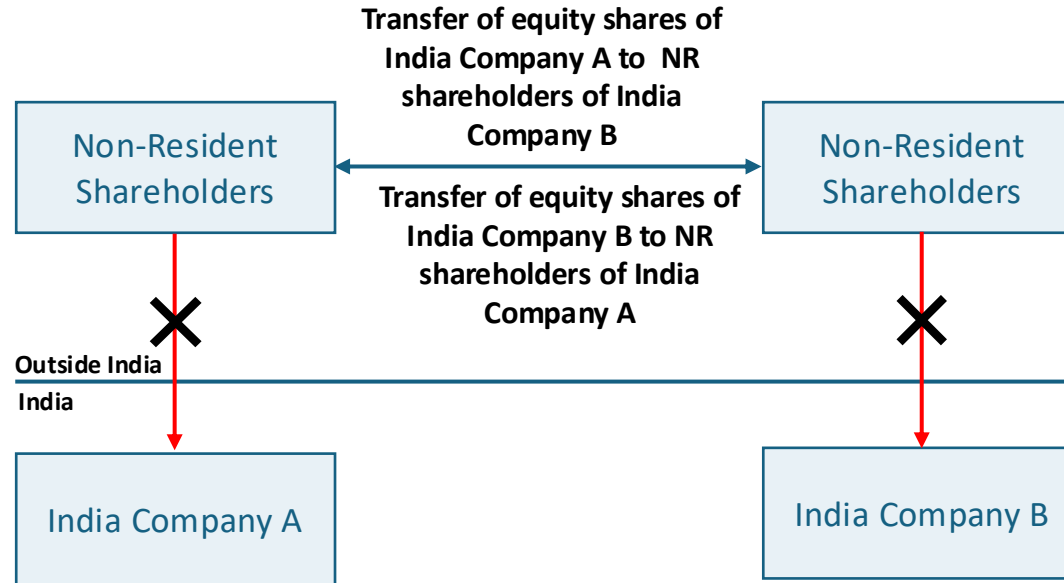 Transfer of equity shares of
India Company A to  NR
shareholders of India
Company B
Non-Resident
Shareholders
Non-Resident
Shareholders
Transfer of equity shares of
India Company B to NR
shareholders of India
Company A
Outside India
India
India Company A
India Company B